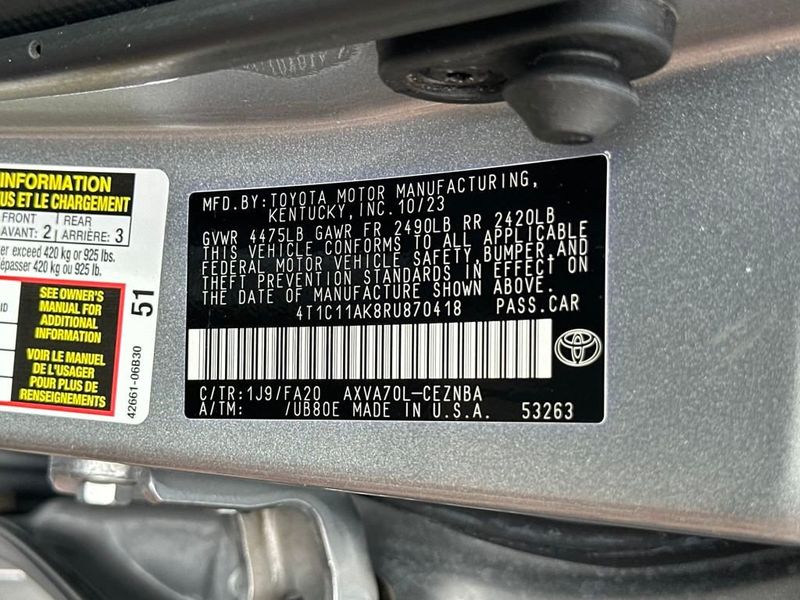 INFORMATION
US ET LE CHARGEMENT
FRONT
AVANT: 2
REAR
ARRIÈRE: 3
er exceed 420 kg or 925 lbs.
dépasser 420 kg ou 925 lb.
SEE OWNER'S
MANUAL FOR
ADDITIONAL
INFORMATION
VOIR LE MANUEL
DE L'USAGER
POUR PLUS DE
RENSEIGNEMENTS
51
42661-06B30
MFD.BY: TOYOTA MOTOR MANUFACTURING,
KENTUCKY, INC. 10/23
GVWR 4475LB GAWR FR 2490LB RR 2420LB
THIS VEHICLE CONFORMS TO ALL APPLICABLE
FEDERAL MOTOR VEHICLE SAFETY, BUMPER, AND
THEFT PREVENTION STANDARDS IN EFFECT ON
THE DATE OF MANUFACTURE SHOWN ABOVE.
4T1C11AK8RU870418 PASS.CAR
C/TR: 1J9/FA20 AXVA70L-CEZNBA
A/TM: /UB80E MADE IN U.S.A. 53263